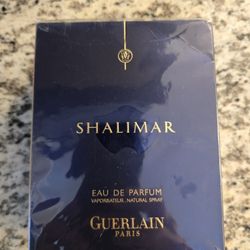 SHALIMAR
EAU DE PARFUM
VAPORISATEUR . NATURAL SPRAY
GUERLAIN
PARIS